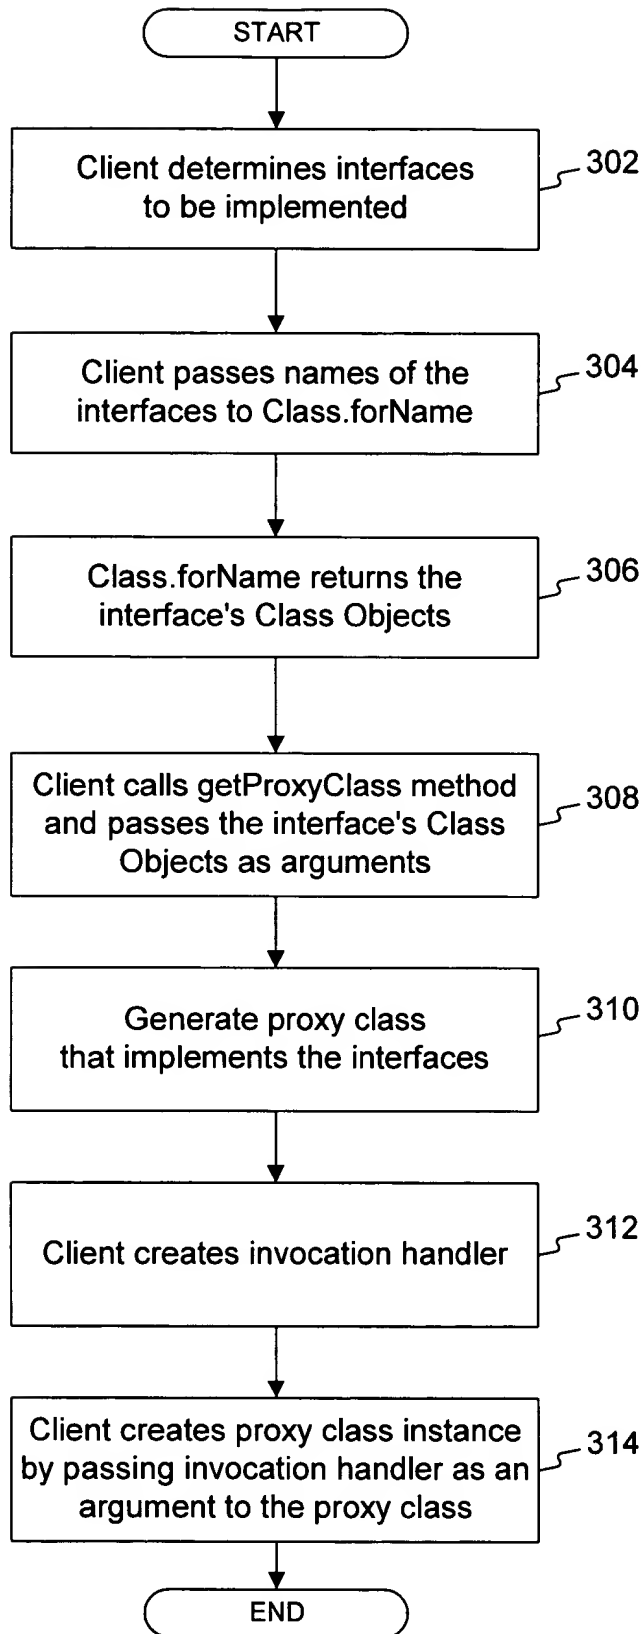 START
Client determines interfaces
to be implemented
302
Client passes names of the
interfaces to Class.forName
304
Class.forName returns the
interface's Class Objects
306
Client calls getProxyClass method
and passes the interface's Class
Objects as arguments
308
Generate proxy class
that implements the interfaces
310
Client creates invocation handler
312
Client creates proxy class instance
by passing invocation handler as an
argument to the proxy class
314
END